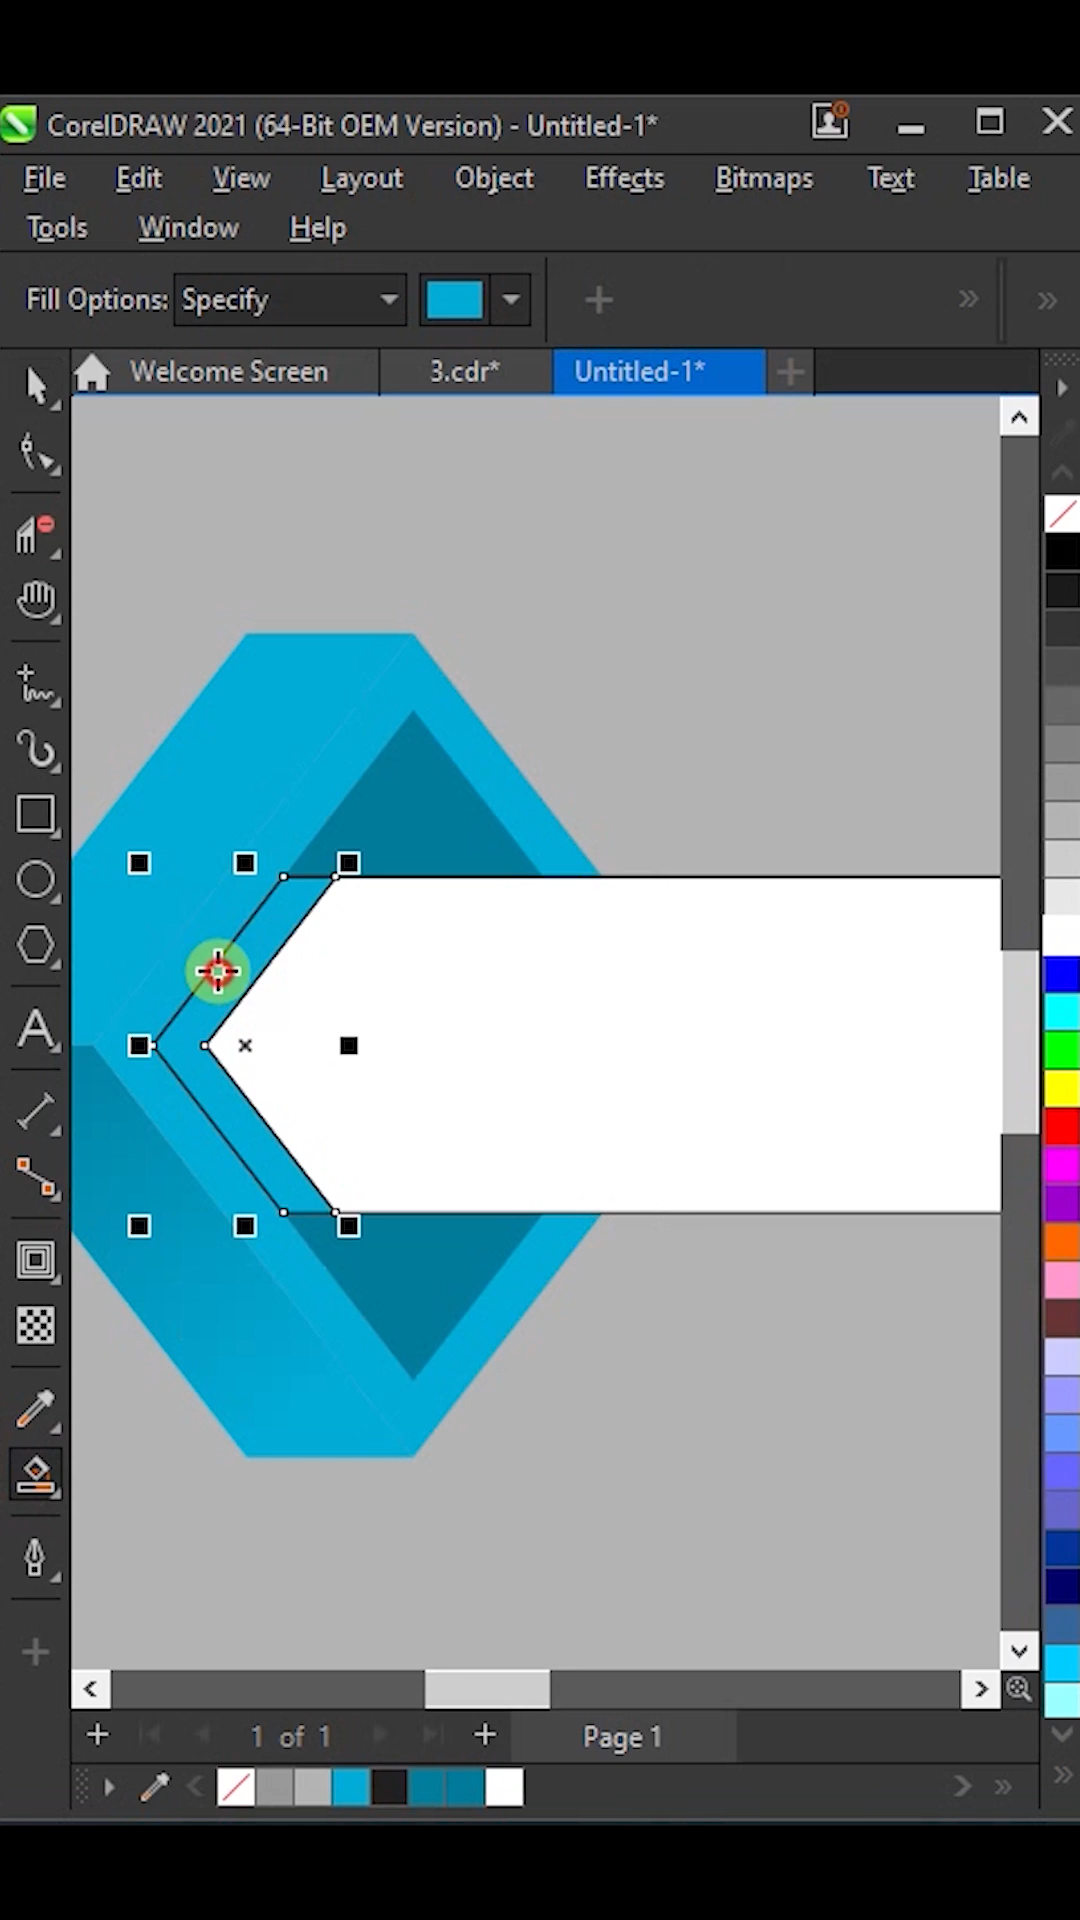 CorelDRAW 2021 (64-Bit OEM Version) - Untitled-1*
File Edit View Layout Object Effects Bitmaps Text Table
Tools Window Help
Fill Options: Specify
Welcome Screen 3.cdr* Untitled-1*
1 of 1 Page 1